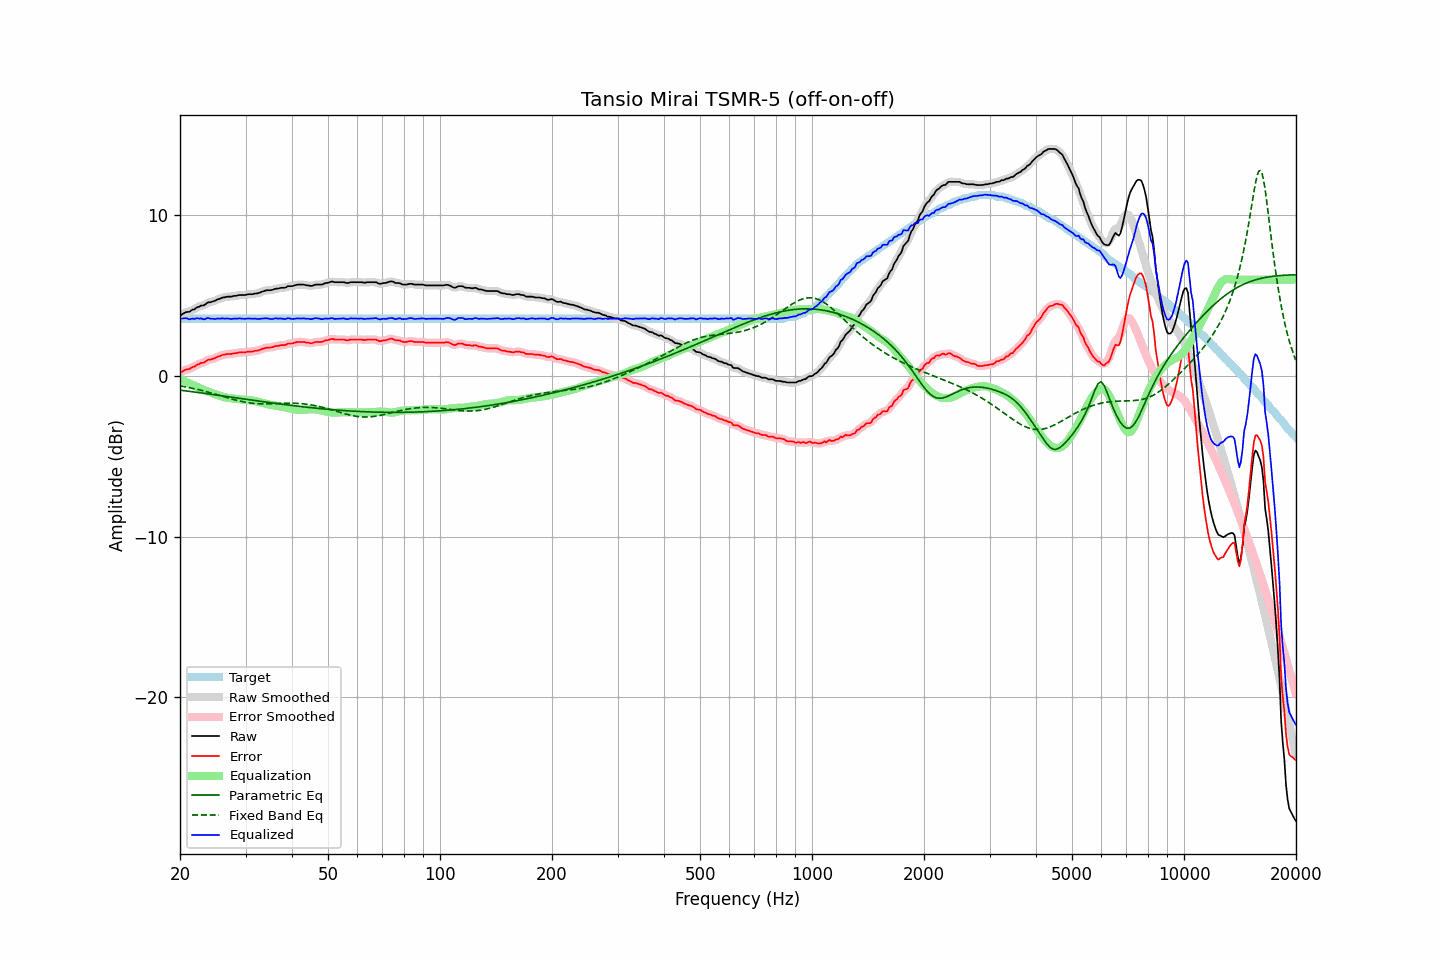 Tansio Mirai TSMR-5 (off-on-off)
Amplitude (dBr)
10
0
−10
−20
Target
Raw Smoothed
Error Smoothed
Raw
Error
Equalization
Parametric Eq
Fixed Band Eq
Equalized
20 50 100 200 500 1000 2000 5000 10000 20000
Frequency (Hz)